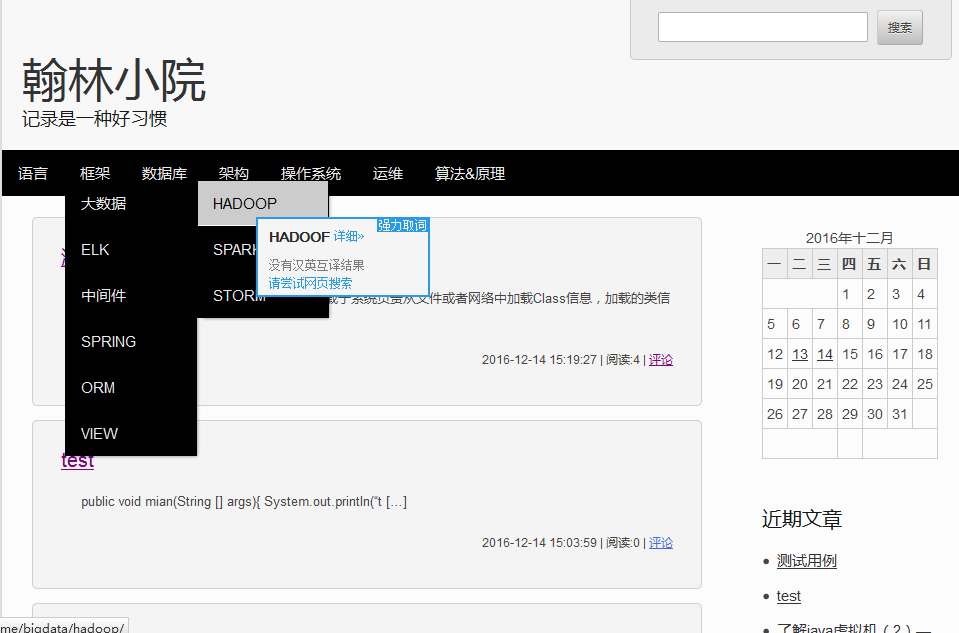 搜索
翰林小院
记录是一种好习惯
语言 框架 数据库 架构 操作系统 运维 算法&原理
大数据
ELK
中间件
SPRING
ORM
VIEW
HADOOP
SPARK
STORM
强力取词
HADOOF 详细»
没有汉英互译结果
请尝试网页搜索
系统负责从文件或者网络中加载Class信息，加载的类信
2016-12-14 15:19:27 | 阅读:4 | 评论
test
public void mian(String [] args){ System.out.println(“t […]
2016-12-14 15:03:59 | 阅读:0 | 评论
2016年十二月
一 二 三 四 五 六 日
1 2 3 4
5 6 7 8 9 10 11
12 13 14 15 16 17 18
19 20 21 22 23 24 25
26 27 28 29 30 31
近期文章
测试用例
test
了解java虚拟机（2）—
me/bigdata/hadoop/